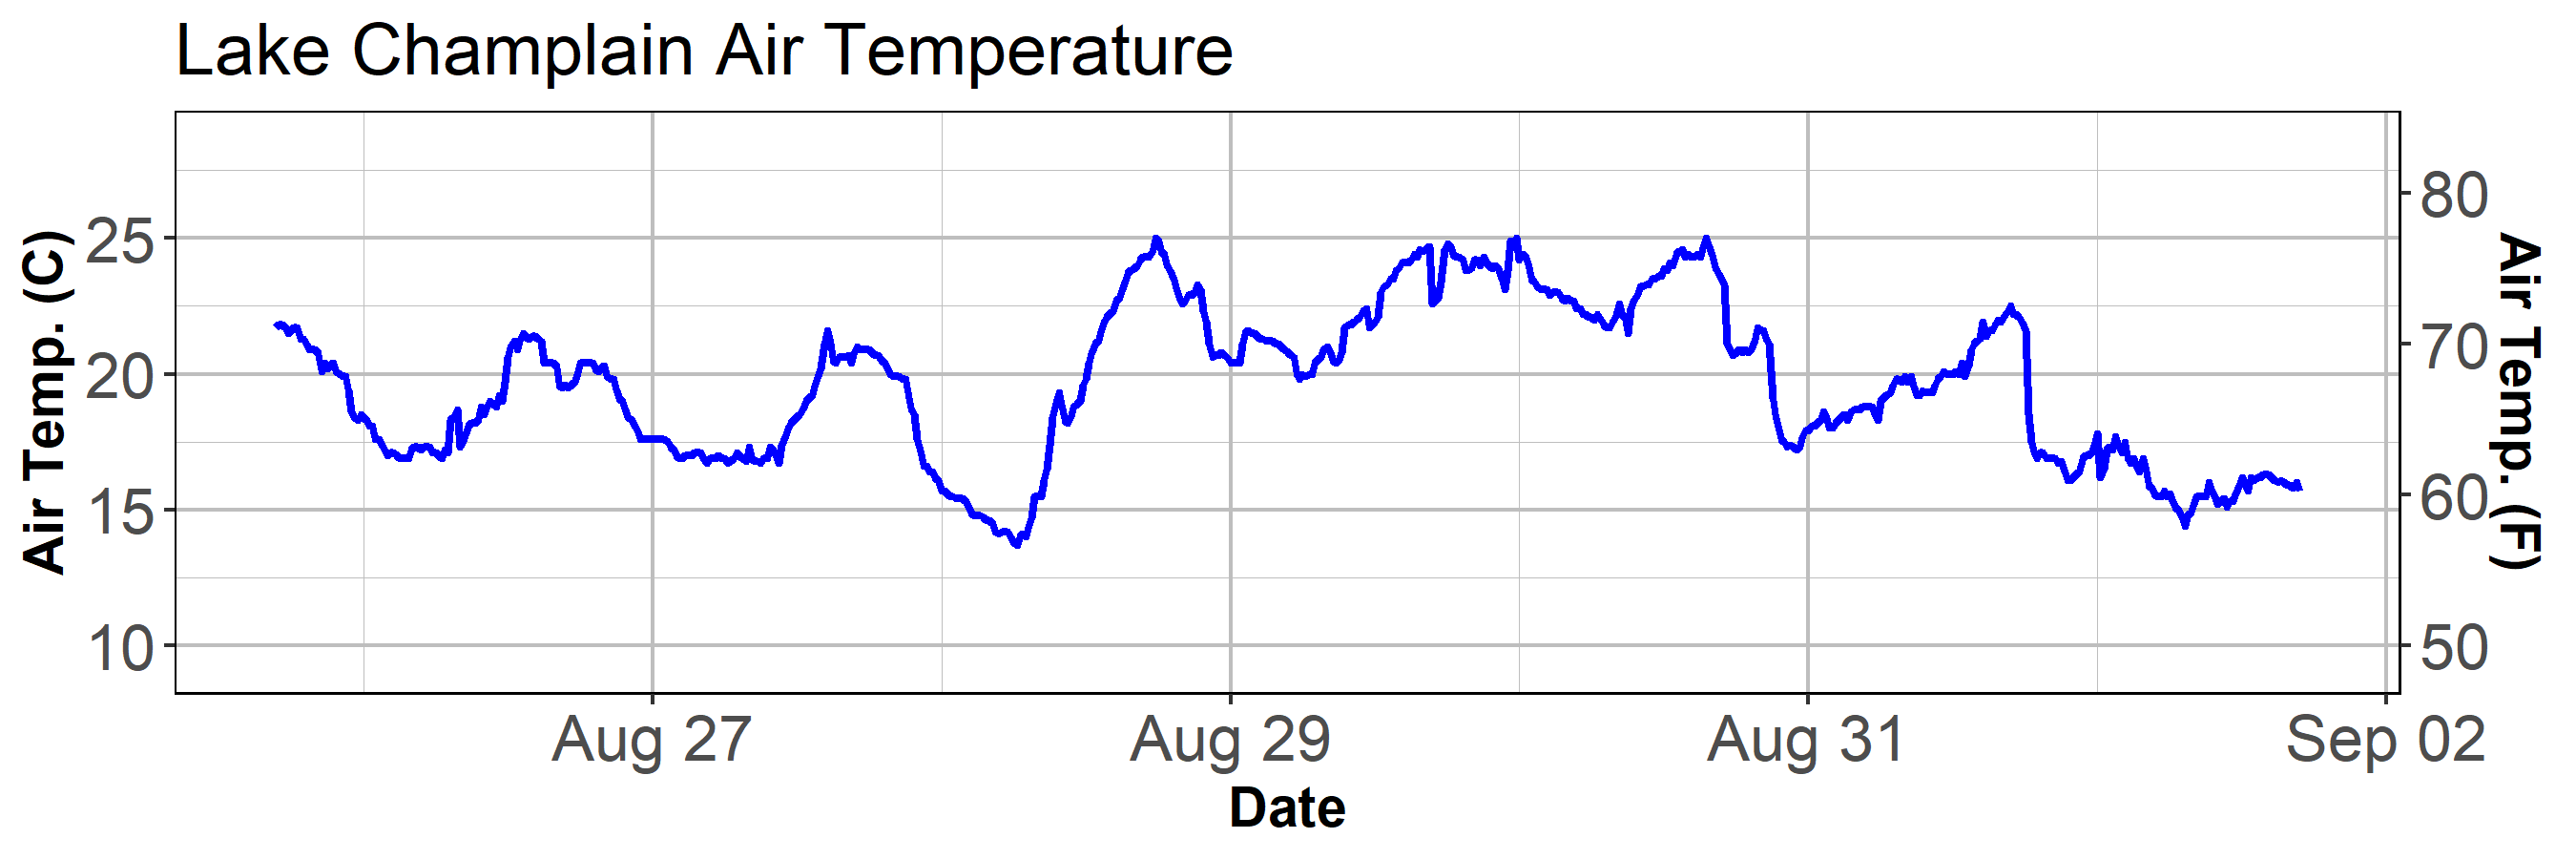 Lake Champlain Air Temperature
Air Temp. (C)
25
20
15
10
80
70
60
50
Air Temp. (F)
Aug 27
Aug 29
Aug 31
Sep 02
Date